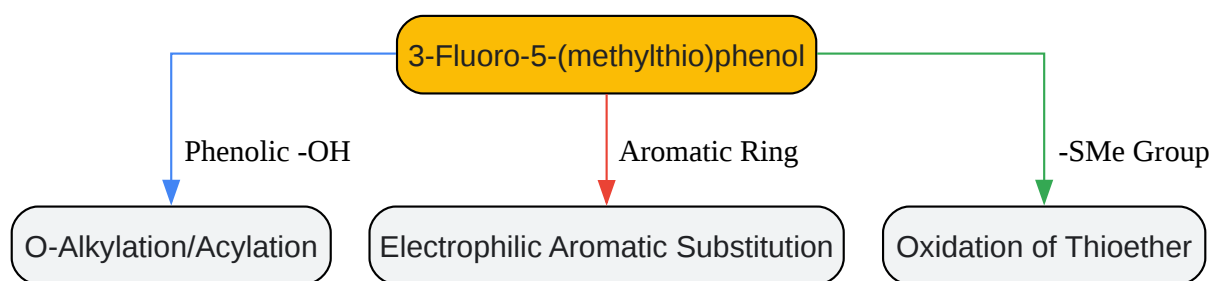 3-Fluoro-5-(methylthio)phenol
Phenolic -OH
Aromatic Ring
-SMe Group
O-Alkylation/Acylation
Electrophilic Aromatic Substitution
Oxidation of Thioether